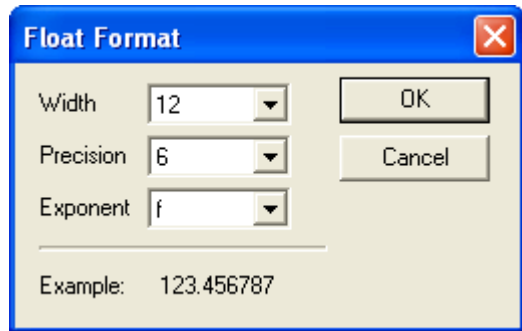 Float Format
Width 12 OK
Precision 6 Cancel
Exponent f
Example: 123.456787